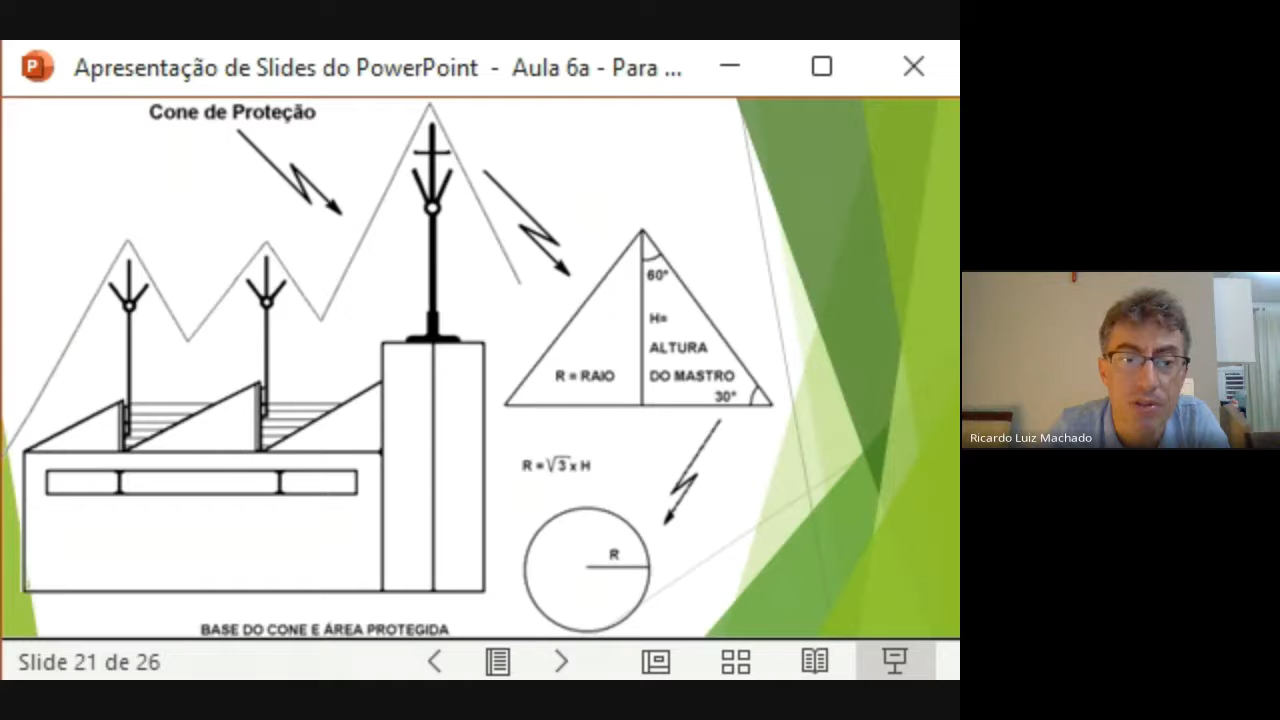 P
Apresentação de Slides do PowerPoint - Aula 6a - Para ...
Cone de Proteção
60°
H=
ALTURA
R = RAIO
DO MASTRO
30°
R = √3 x H
R
BASE DO CONE E ÁREA PROTEGIDA
Slide 21 de 26
Ricardo Luiz Machado